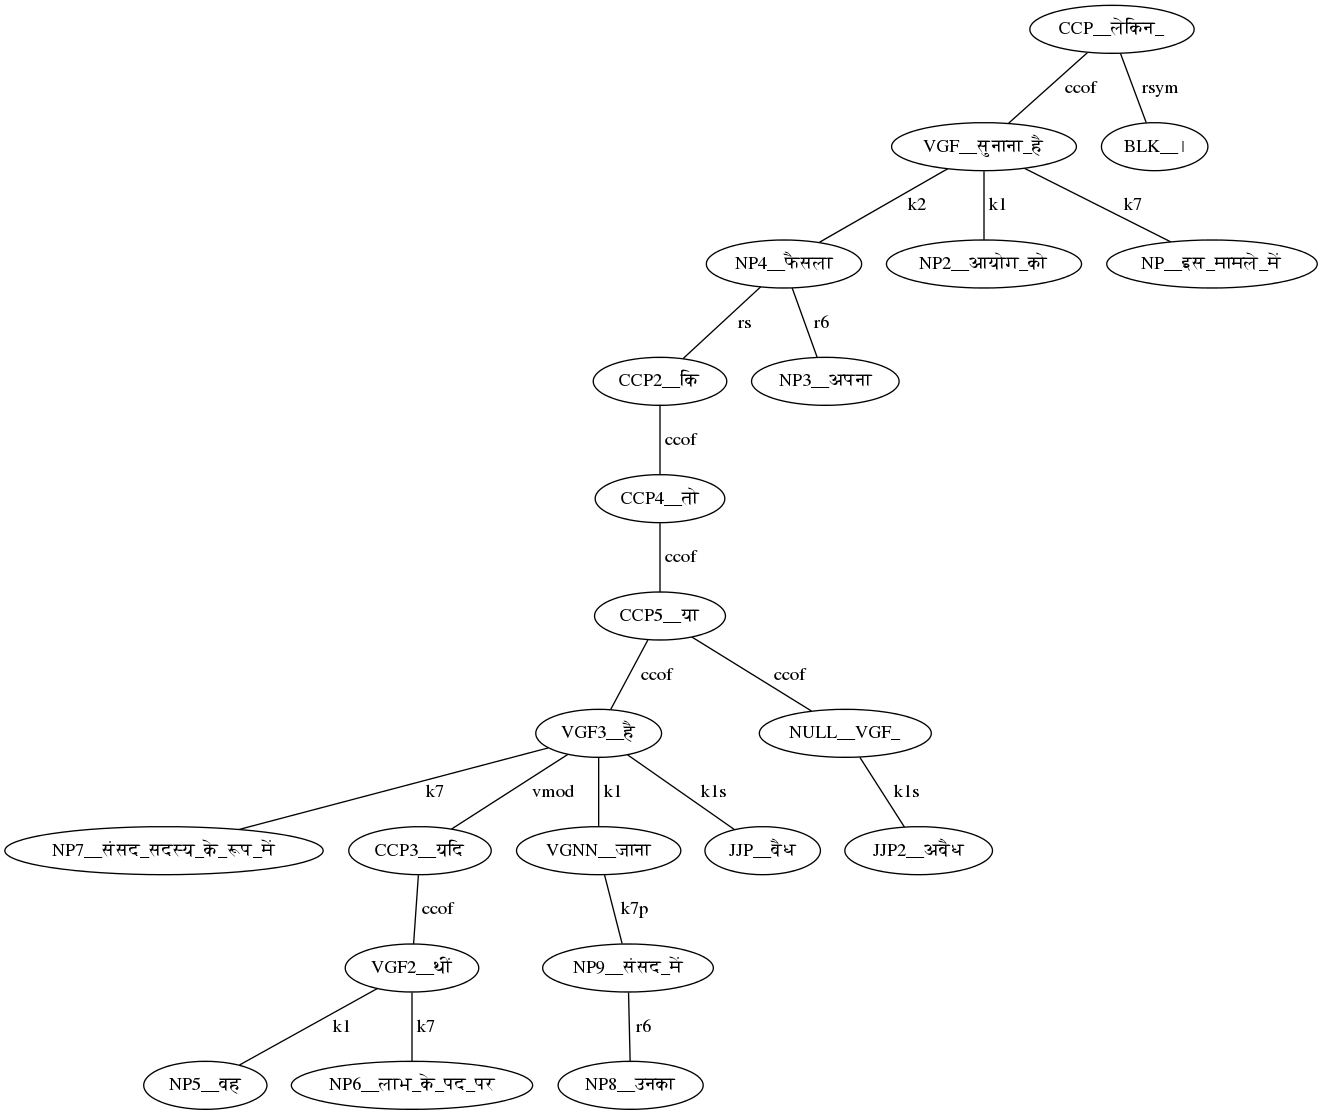 CCP__लेकिन_
ccof
rsym
VGF__सुनाना_है
BLK__।
k2
k1
k7
NP4__फैसला
NP2__आयोग_को
NP__इस_मामले_में
rs
r6
CCP2__कि
NP3__अपना
ccof
CCP4__तो
ccof
CCP5__या
ccof
ccof
VGF3__है
NULL__VGF_
k7
vmod
k1
k1s
k1s
NP7__संसद_सदस्य_के_रूप_में
CCP3__यदि
VGNN__जाना
JJP__वैध
JJP2__अवैध
ccof
k7p
VGF2__थीं
NP9__संसद_में
k1
k7
r6
NP5__वह
NP6__लाभ_के_पद_पर
NP8__उनका